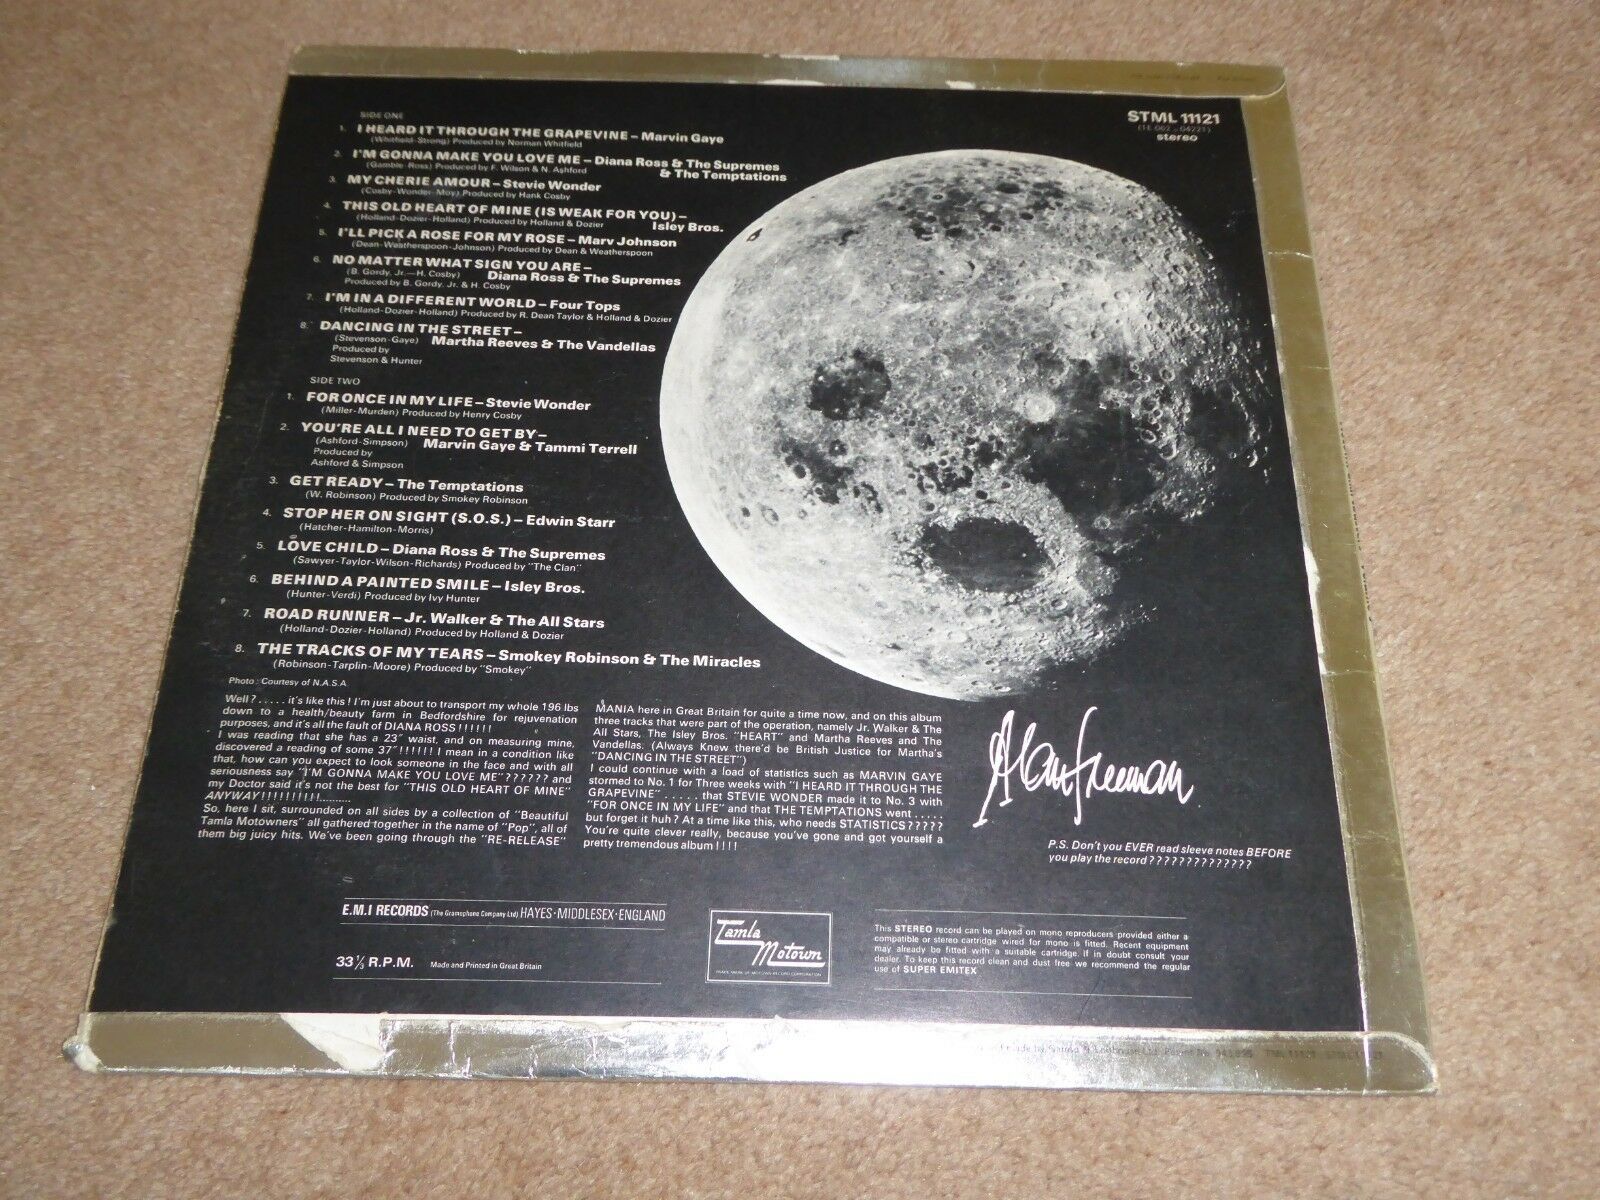 STML 11121
stereo
SIDE ONE
1. I HEARD IT THROUGH THE GRAPEVINE – Marvin Gaye
(Whitfield-Strong) Produced by Norman Whitfield
2. I'M GONNA MAKE YOU LOVE ME – Diana Ross & The Supremes
(Gamble-Ross) Produced by F. Wilson & N. Ashford & The Temptations
3. MY CHERIE AMOUR – Stevie Wonder
(Cosby-Wonder-Moy) Produced by Hank Cosby
4. THIS OLD HEART OF MINE (IS WEAK FOR YOU) –
(Holland-Dozier-Holland) Produced by Holland & Dozier Isley Bros.
5. I'LL PICK A ROSE FOR MY ROSE – Marv Johnson
(Dean-Weatherspoon-Johnson) Produced by Dean & Weatherspoon
6. NO MATTER WHAT SIGN YOU ARE –
(B. Gordy, Jr.—H. Cosby) Diana Ross & The Supremes
Produced by B. Gordy, Jr. & H. Cosby
7. I'M IN A DIFFERENT WORLD – Four Tops
(Holland-Dozier-Holland) Produced by R. Dean Taylor & Holland & Dozier
8. DANCING IN THE STREET –
(Stevenson-Gaye) Martha Reeves & The Vandellas
Produced by
Stevenson & Hunter
SIDE TWO
1. FOR ONCE IN MY LIFE – Stevie Wonder
(Miller-Murden) Produced by Henry Cosby
2. YOU'RE ALL I NEED TO GET BY –
(Ashford-Simpson) Marvin Gaye & Tammi Terrell
Produced by
Ashford & Simpson
3. GET READY – The Temptations
(W. Robinson) Produced by Smokey Robinson
4. STOP HER ON SIGHT (S.O.S.) – Edwin Starr
(Hatcher-Hamilton-Morris)
5. LOVE CHILD – Diana Ross & The Supremes
(Sawyer-Taylor-Wilson-Richards) Produced by "The Clan"
6. BEHIND A PAINTED SMILE – Isley Bros.
(Hunter-Verdi) Produced by Ivy Hunter
7. ROAD RUNNER – Jr. Walker & The All Stars
(Holland-Dozier-Holland) Produced by Holland & Dozier
8. THE TRACKS OF MY TEARS – Smokey Robinson & The Miracles
(Robinson-Tarplin-Moore) Produced by "Smokey"
Photo: Courtesy of N.A.S.A.
Well?.....it's like this! I'm just about to transport my whole 196 lbs
down to a health/beauty farm in Bedfordshire for rejuvenation
purposes, and it's all the fault of DIANA ROSS!!!!!!
I was reading that she has a 23" waist, and on measuring mine,
discovered a reading of some 37"!!!!!! I mean in a condition like
that, how can you expect to look someone in the face and with all
seriousness say "I'M GONNA MAKE YOU LOVE ME"?????? and
my Doctor said it's not the best for "THIS OLD HEART OF MINE"
ANYWAY!!!!!!!!!!..........
So, here I sit, surrounded on all sides by a collection of "Beautiful
Tamla Motowners" all gathered together in the name of "Pop", all of
them big juicy hits. We've been going through the "RE-RELEASE"
MANIA here in Great Britain for quite a time now, and on this album
three tracks that were part of the operation, namely Jr. Walker & The
All Stars, The Isley Bros. "HEART" and Martha Reeves and The
Vandellas. (Always Knew there'd be British Justice for Martha's
"DANCING IN THE STREET")
I could continue with a load of statistics such as MARVIN GAYE
stormed to No. 1 for Three weeks with "I HEARD IT THROUGH THE
GRAPEVINE" ......that STEVIE WONDER made it to No. 3 with
"FOR ONCE IN MY LIFE" and that THE TEMPTATIONS went .....
but forget it huh? At a time like this, who needs STATISTICS?????
You're quite clever really, because you've gone and got yourself a
pretty tremendous album!!!!
Alan Freeman
P.S. Don't you EVER read sleeve notes BEFORE
you play the record??????????????
E.M.I RECORDS (The Gramophone Company Ltd) HAYES·MIDDLESEX·ENGLAND
33⅓ R.P.M. Made and Printed in Great Britain
Tamla
Motown
TRADE MARK OF MOTOWN RECORD CORPORATION
This STEREO record can be played on mono reproducers provided either a
compatible or stereo cartridge wired for mono is fitted. Recent equipment
may already be fitted with a suitable cartridge. If in doubt consult your
dealer. To keep this record clean and dust free we recommend the regular
use of SUPER EMITEX